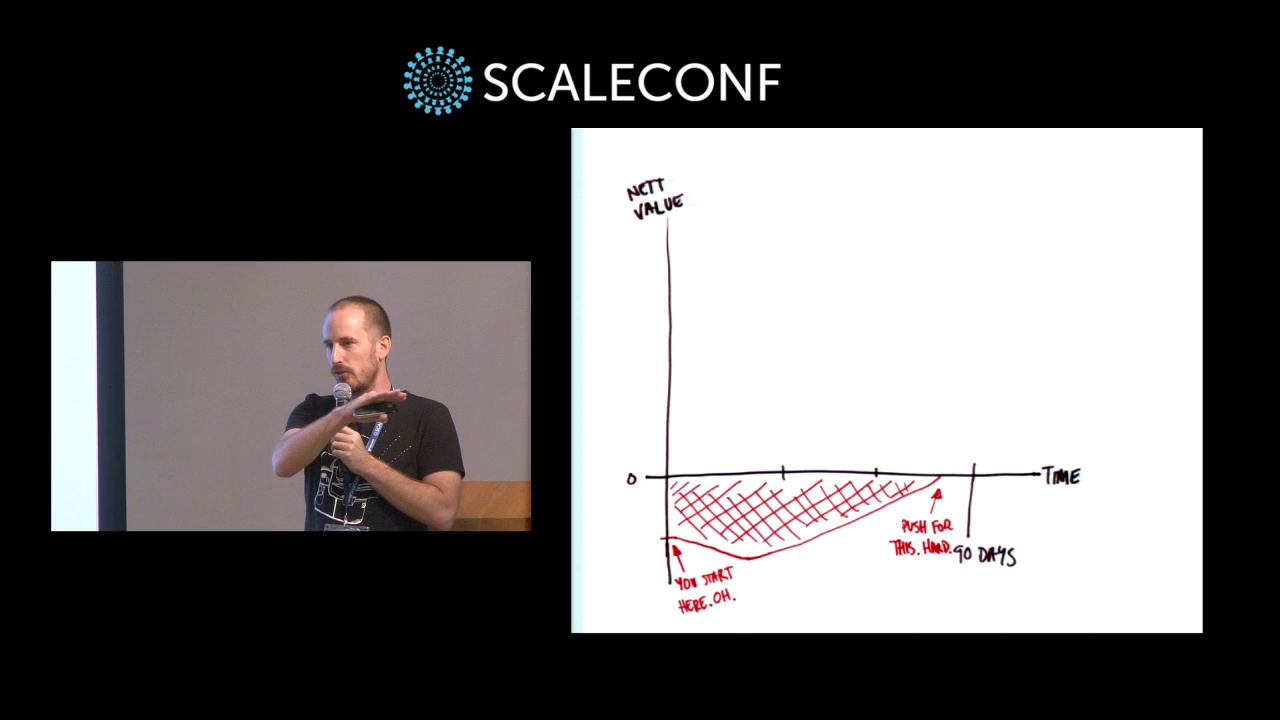 SCALECONF
NETT
VALUE
0
TIME
PUSH FOR
THIS. HARD.
90 DAYS
YOU START
HERE. OH.